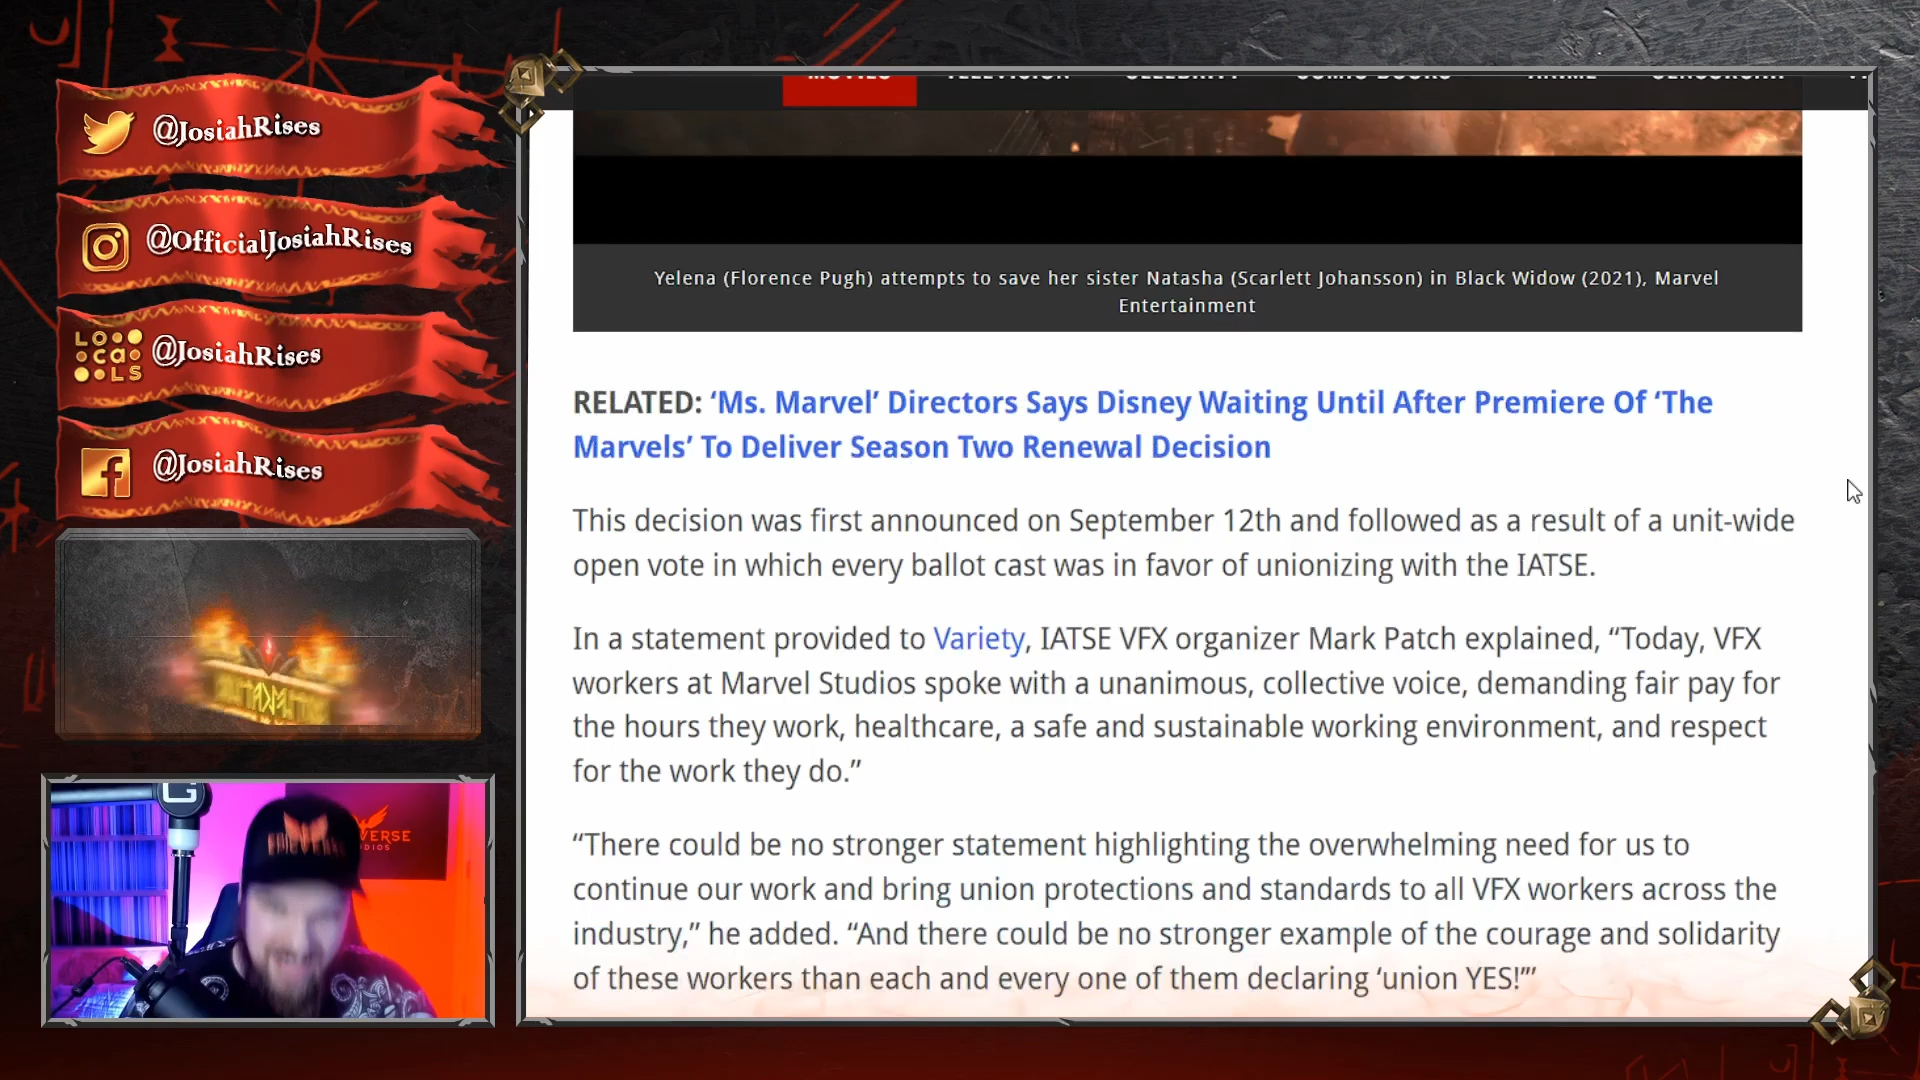 @JosiahRises
@OfficialJosiahRises
LOCALS
@JosiahRises
@JosiahRises
MOVIES TELEVISION CELEBRITY COMIC BOOKS ANIME CENSORSHIP
Yelena (Florence Pugh) attempts to save her sister Natasha (Scarlett Johansson) in Black Widow (2021), Marvel
Entertainment
RELATED: ‘Ms. Marvel’ Directors Says Disney Waiting Until After Premiere Of ‘The
Marvels’ To Deliver Season Two Renewal Decision
This decision was first announced on September 12th and followed as a result of a unit-wide
open vote in which every ballot cast was in favor of unionizing with the IATSE.
In a statement provided to Variety, IATSE VFX organizer Mark Patch explained, “Today, VFX
workers at Marvel Studios spoke with a unanimous, collective voice, demanding fair pay for
the hours they work, healthcare, a safe and sustainable working environment, and respect
for the work they do.”
“There could be no stronger statement highlighting the overwhelming need for us to
continue our work and bring union protections and standards to all VFX workers across the
industry,” he added. “And there could be no stronger example of the courage and solidarity
of these workers than each and every one of them declaring ‘union YES!’”